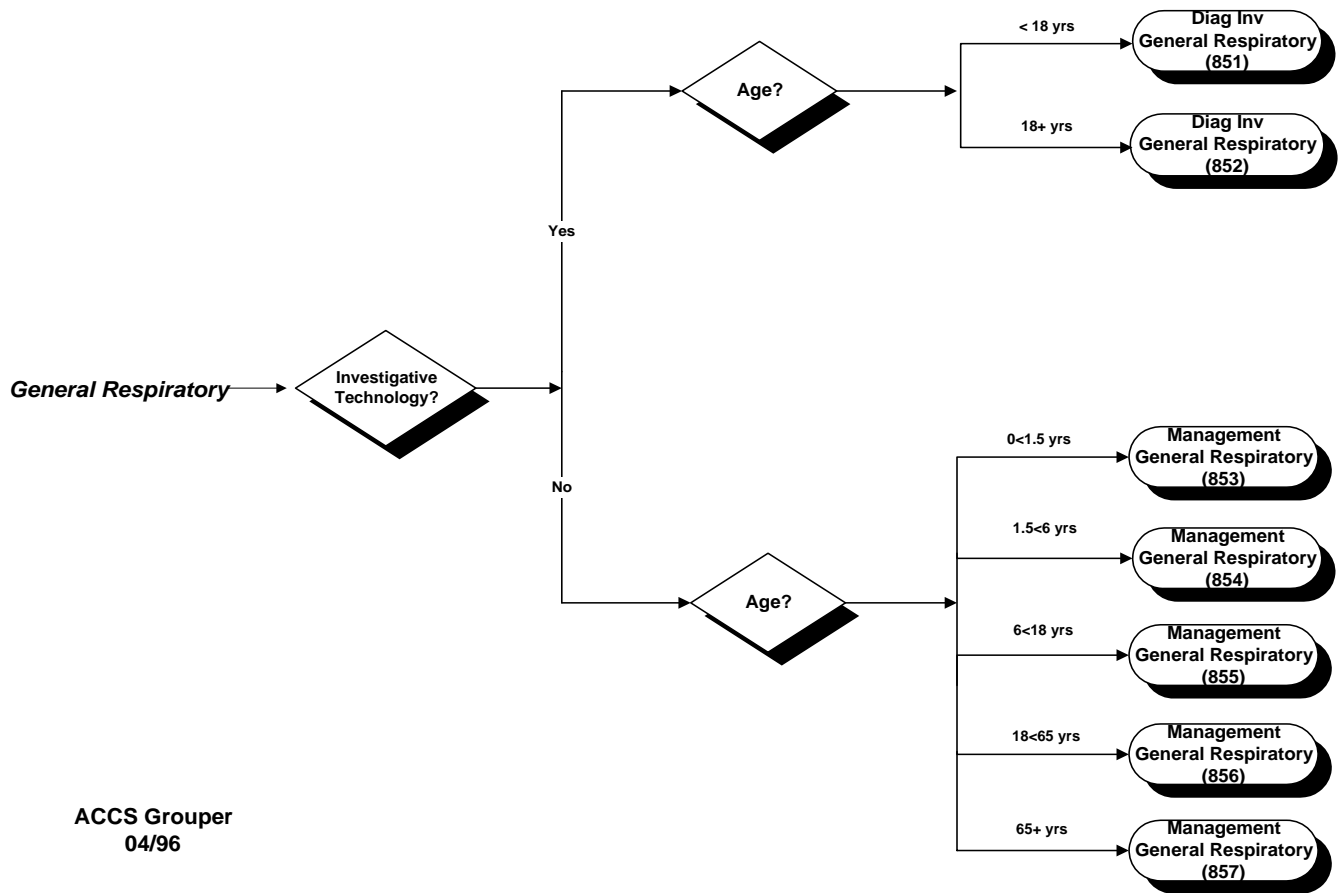 < 18 yrs
Diag Inv
General Respiratory
(851)
Age?
18+ yrs
Diag Inv
General Respiratory
(852)
Yes
General Respiratory
Investigative
Technology?
No
0<1.5 yrs
Management
General Respiratory
(853)
1.5<6 yrs
Management
General Respiratory
(854)
Age?
6<18 yrs
Management
General Respiratory
(855)
18<65 yrs
Management
General Respiratory
(856)
65+ yrs
Management
General Respiratory
(857)
ACCS Grouper
04/96